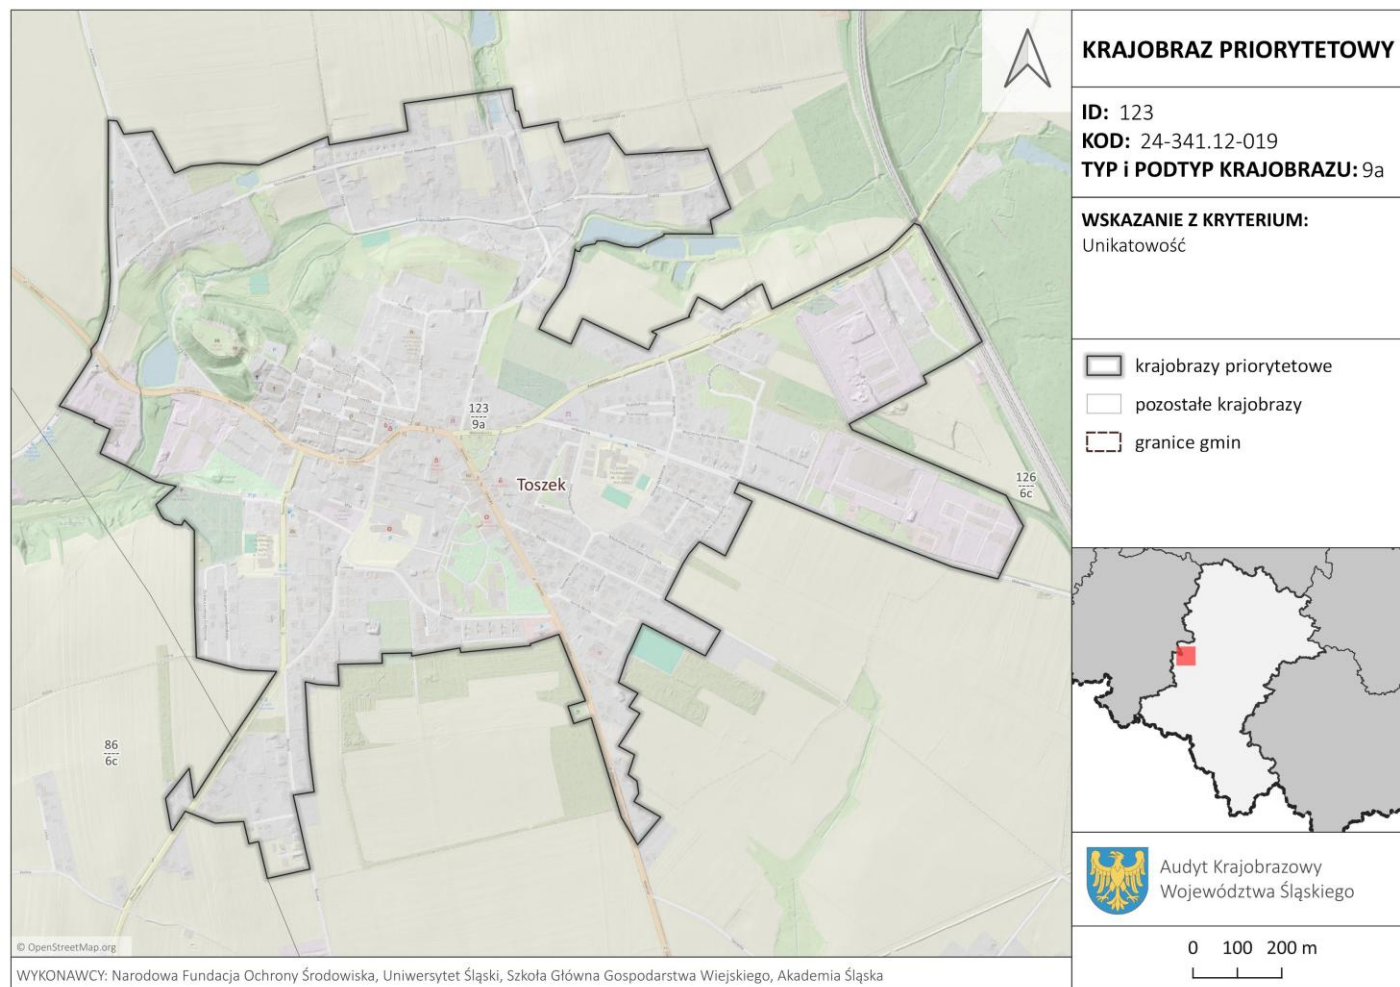 KRAJOBRAZ PRIORYTETOWY
ID: 123
KOD: 24-341.12-019
TYP i PODTYP KRAJOBRAZU: 9a
WSKAZANIE Z KRYTERIUM:
Unikatowość
krajobrazy priorytetowe
pozostałe krajobrazy
granice gmin
123
9a
Toszek
126
6c
86
6c
Audyt Krajobrazowy
Województwa Śląskiego
0 100 200 m
© OpenStreetMap.org
WYKONAWCY: Narodowa Fundacja Ochrony Środowiska, Uniwersytet Śląski, Szkoła Główna Gospodarstwa Wiejskiego, Akademia Śląska